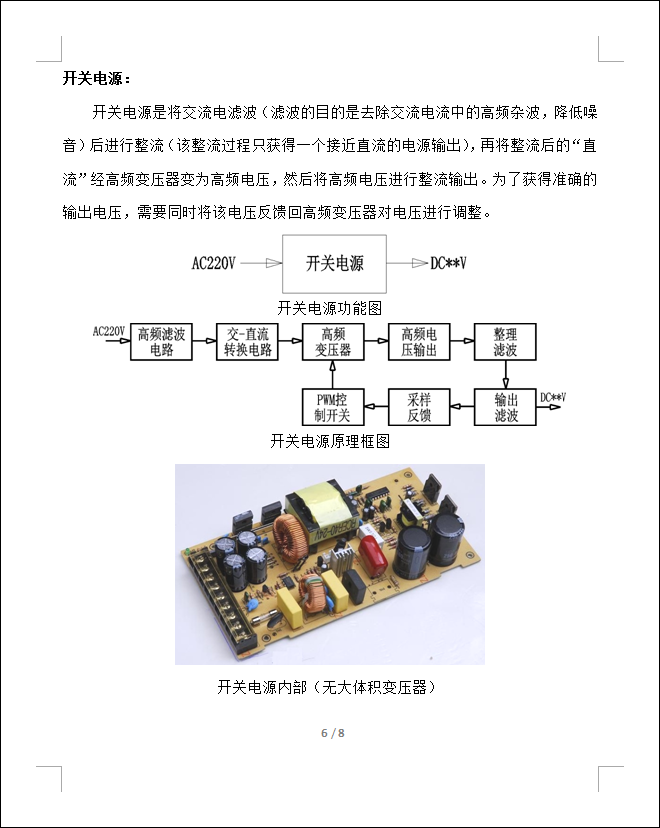 开关电源：
开关电源是将交流电滤波（滤波的目的是去除交流电流中的高频杂波，降低噪
音）后进行整流（该整流过程只获得一个接近直流的电源输出），再将整流后的“直
流”经高频变压器变为高频电压，然后将高频电压进行整流输出。为了获得准确的
输出电压，需要同时将该电压反馈回高频变压器对电压进行调整。
AC220V 开关电源 DC**V
开关电源功能图
AC220V
高频滤波
电路
交-直流
转换电路
高频
变压器
高频电
压输出
整理
滤波
PWM控
制开关
采样
反馈
输出
滤波
DC**V
开关电源原理框图
开关电源内部（无大体积变压器）
6 / 8